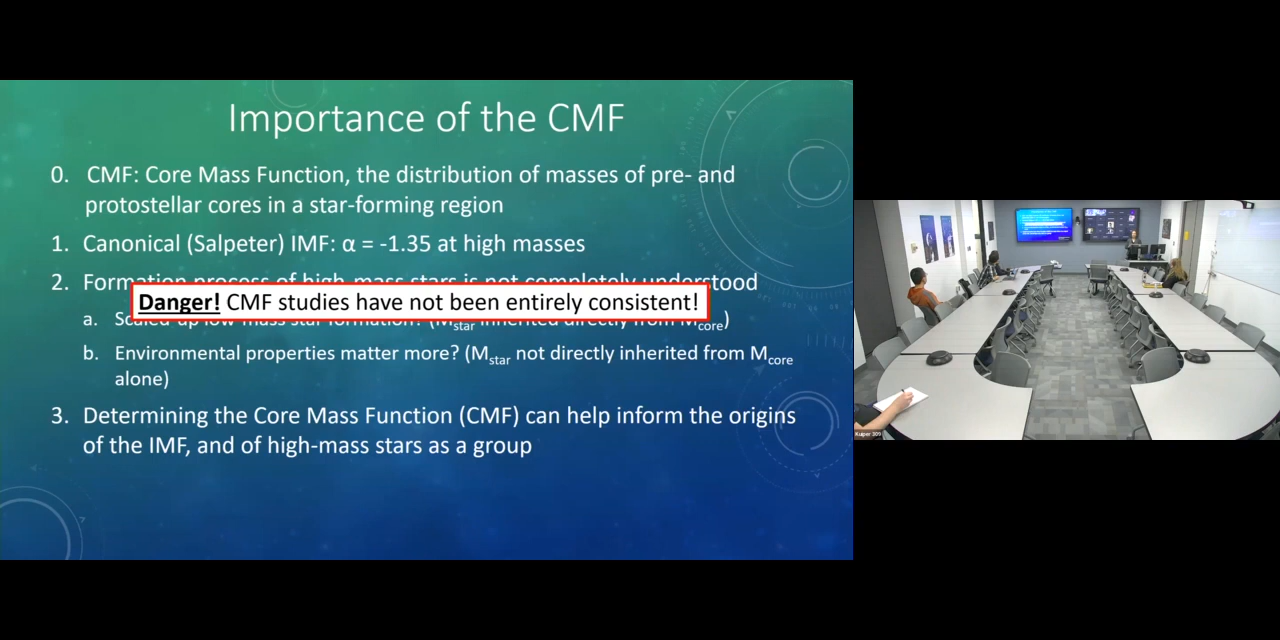 Importance of the CMF
0. CMF: Core Mass Function, the distribution of masses of pre- and
protostellar cores in a star-forming region
1. Canonical (Salpeter) IMF: α = -1.35 at high masses
2. Formation process of high-mass stars is not completely understood
Danger! CMF studies have not been entirely consistent!
a. Scaled-up low-mass star formation? (Mstar inherited directly from Mcore)
b. Environmental properties matter more? (Mstar not directly inherited from Mcore
alone)
3. Determining the Core Mass Function (CMF) can help inform the origins
of the IMF, and of high-mass stars as a group
Kuiper 309